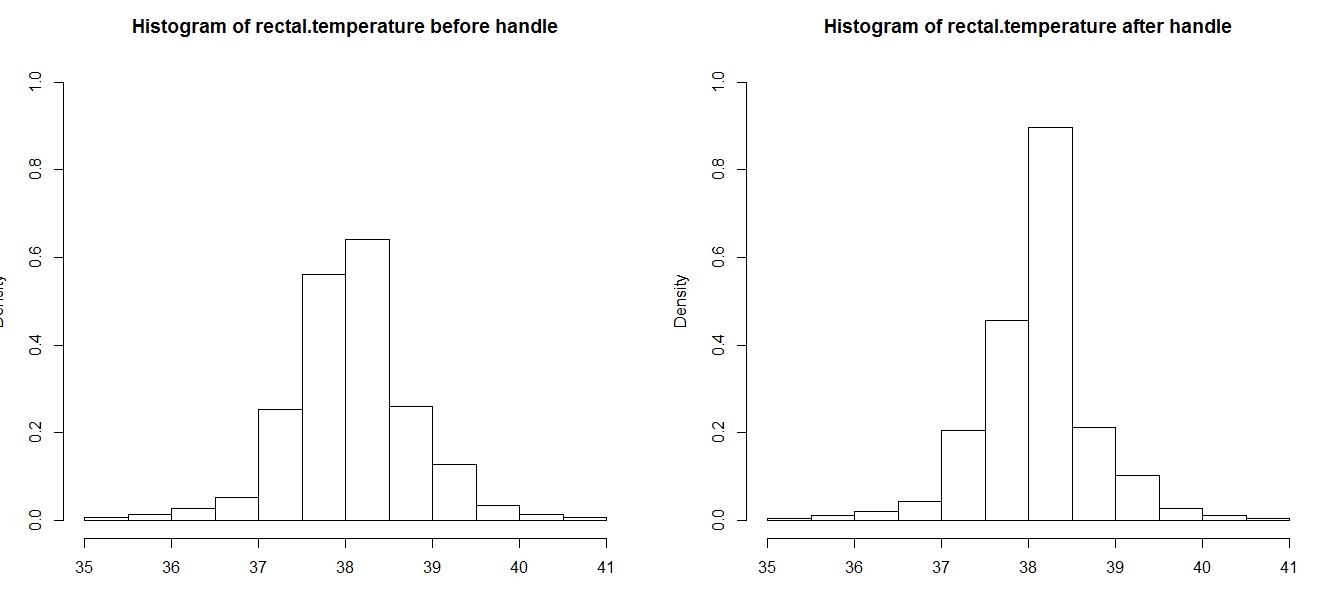 Histogram of rectal.temperature before handle
1.0
0.8
0.6
0.4
0.2
0.0
35 36 37 38 39 40 41
Histogram of rectal.temperature after handle
Density
1.0
0.8
0.6
0.4
0.2
0.0
35 36 37 38 39 40 41